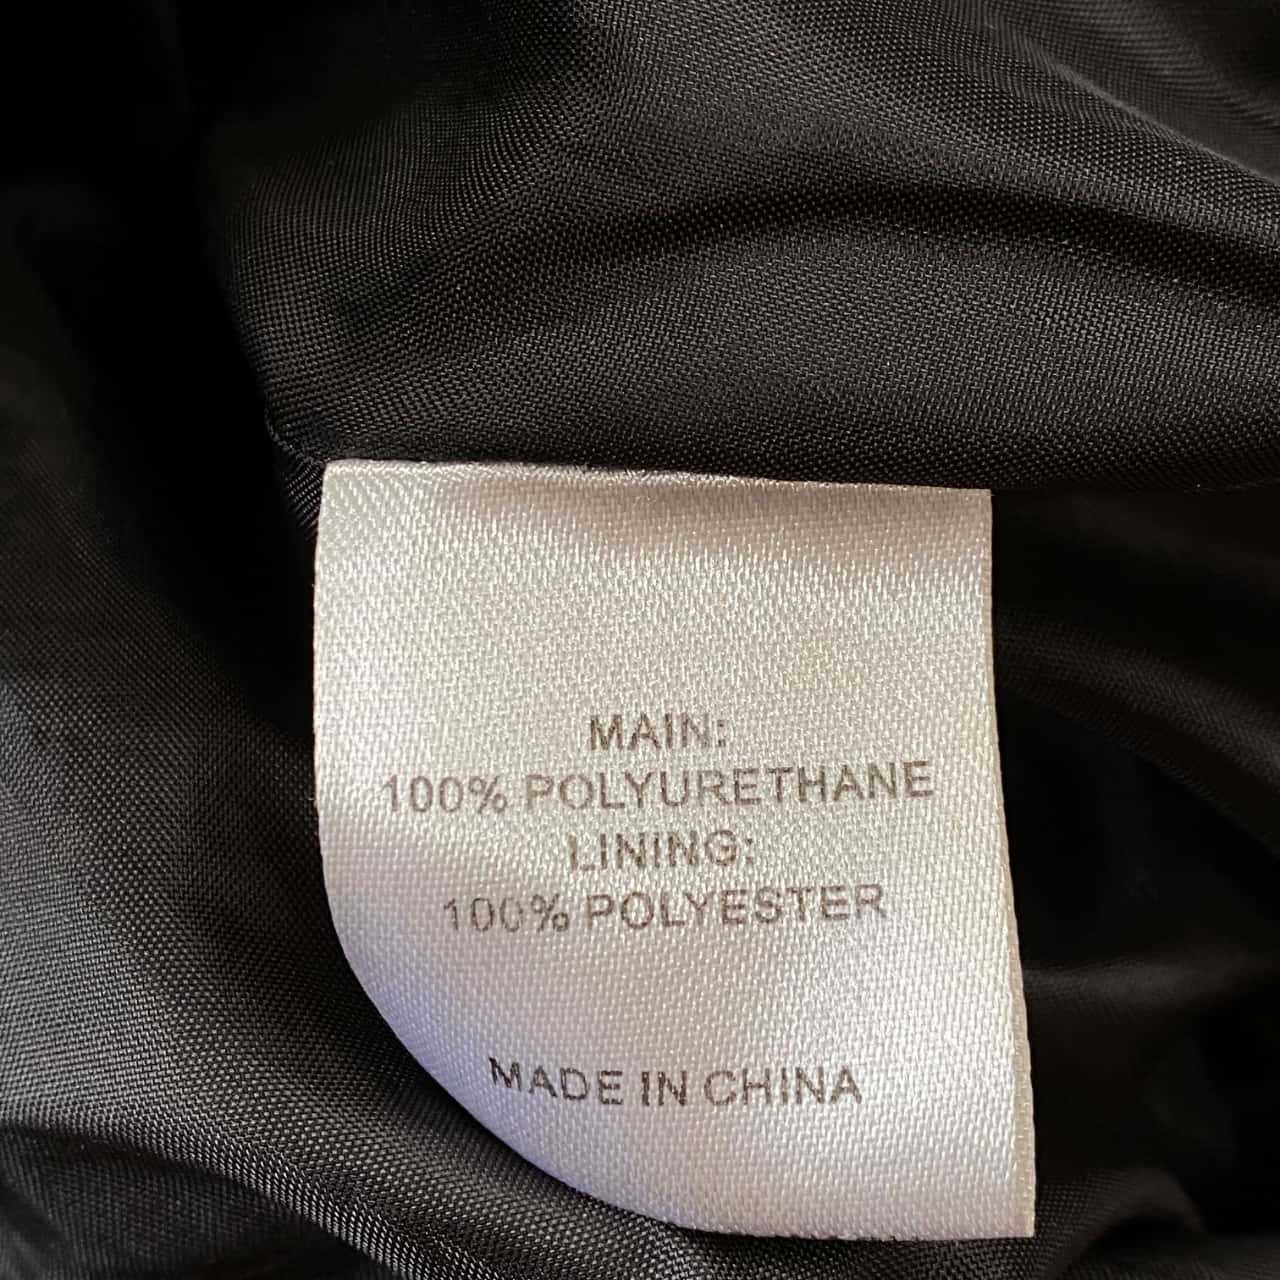 MAIN:
100% POLYURETHANE
LINING:
100% POLYESTER
MADE IN CHINA